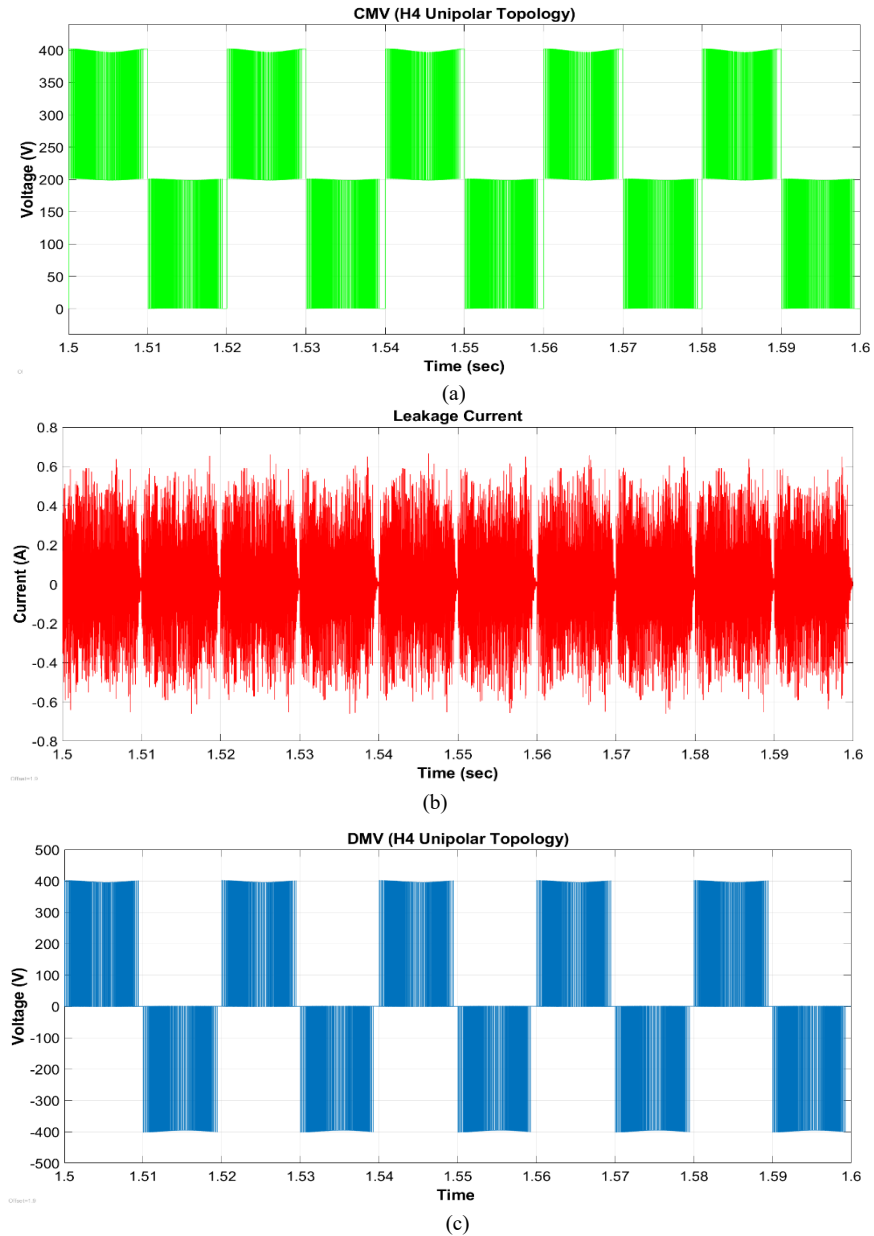 CMV (H4 Unipolar Topology)
Voltage (V)
400
350
300
250
200
150
100
50
0
1.5 1.51 1.52 1.53 1.54 1.55 1.56 1.57 1.58 1.59 1.6
Time (sec)
(a)
Leakage Current
Current (A)
0.8
0.6
0.4
0.2
0
-0.2
-0.4
-0.6
-0.8
1.5 1.51 1.52 1.53 1.54 1.55 1.56 1.57 1.58 1.59 1.6
Time (sec)
(b)
DMV (H4 Unipolar Topology)
Voltage (V)
500
400
300
200
100
0
-100
-200
-300
-400
-500
1.5 1.51 1.52 1.53 1.54 1.55 1.56 1.57 1.58 1.59 1.6
Time
(c)